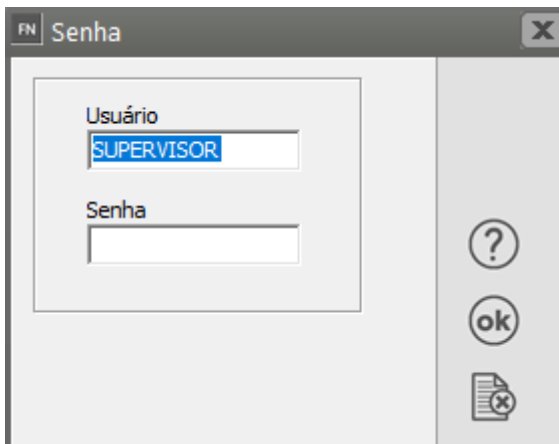 FN Senha
Usuário
SUPERVISOR
Senha
?
ok